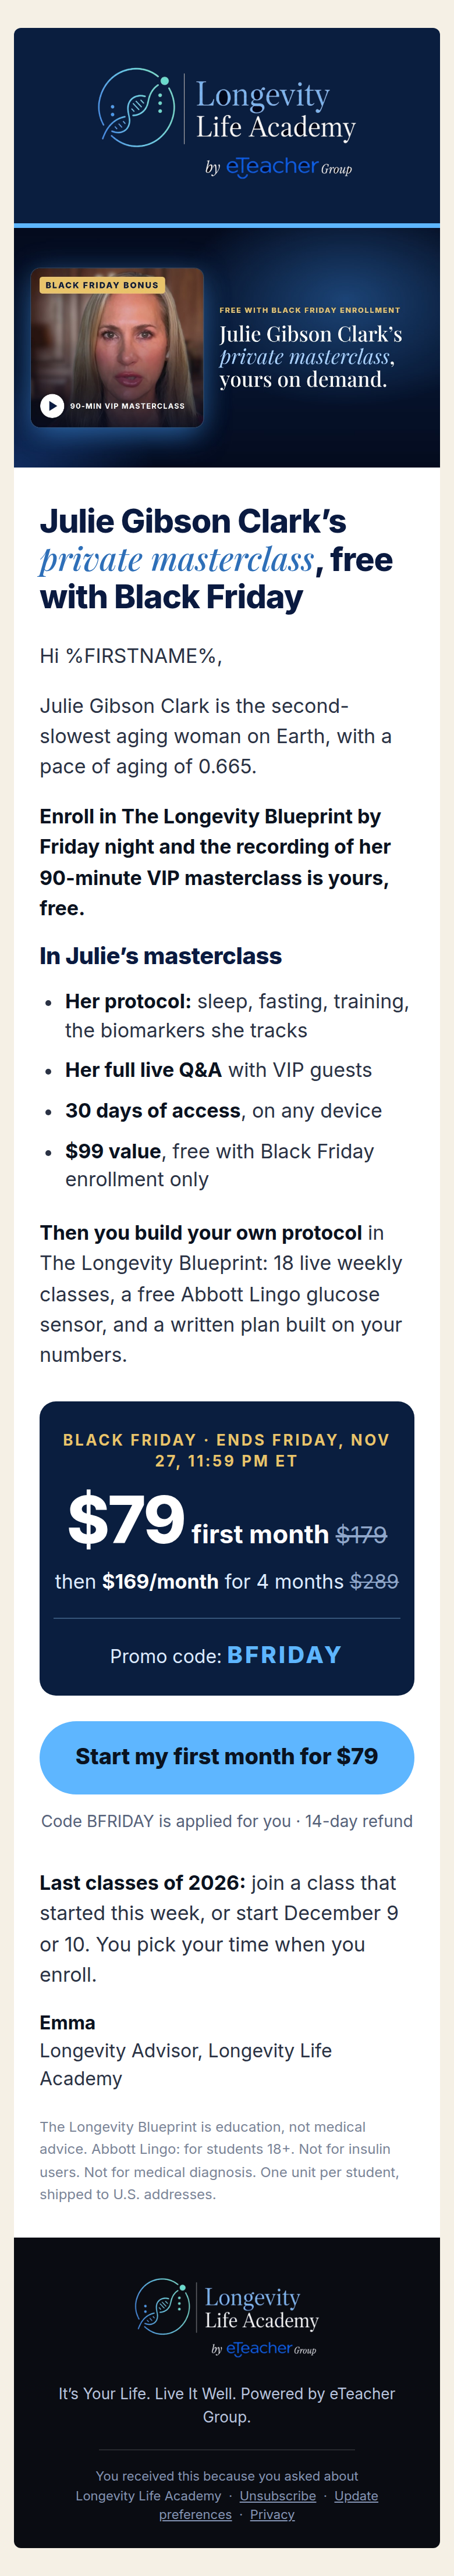 Longevity
Life Academy
by eTeacher Group
BLACK FRIDAY BONUS
90-MIN VIP MASTERCLASS
FREE WITH BLACK FRIDAY ENROLLMENT
Julie Gibson Clark’s
private masterclass,
yours on demand.
Julie Gibson Clark’s
private masterclass, free
with Black Friday
Hi %FIRSTNAME%,
Julie Gibson Clark is the second-
slowest aging woman on Earth, with a
pace of aging of 0.665.
Enroll in The Longevity Blueprint by
Friday night and the recording of her
90-minute VIP masterclass is yours,
free.
In Julie’s masterclass
• Her protocol: sleep, fasting, training,
the biomarkers she tracks
• Her full live Q&A with VIP guests
• 30 days of access, on any device
• $99 value, free with Black Friday
enrollment only
Then you build your own protocol in
The Longevity Blueprint: 18 live weekly
classes, a free Abbott Lingo glucose
sensor, and a written plan built on your
numbers.
BLACK FRIDAY · ENDS FRIDAY, NOV
27, 11:59 PM ET
$79 first month $179
then $169/month for 4 months $289
Promo code: BFRIDAY
Start my first month for $79
Code BFRIDAY is applied for you · 14-day refund
Last classes of 2026: join a class that
started this week, or start December 9
or 10. You pick your time when you
enroll.
Emma
Longevity Advisor, Longevity Life
Academy
The Longevity Blueprint is education, not medical
advice. Abbott Lingo: for students 18+. Not for insulin
users. Not for medical diagnosis. One unit per student,
shipped to U.S. addresses.
Longevity
Life Academy
by eTeacher Group
It’s Your Life. Live It Well. Powered by eTeacher
Group.
You received this because you asked about
Longevity Life Academy · Unsubscribe · Update
preferences · Privacy